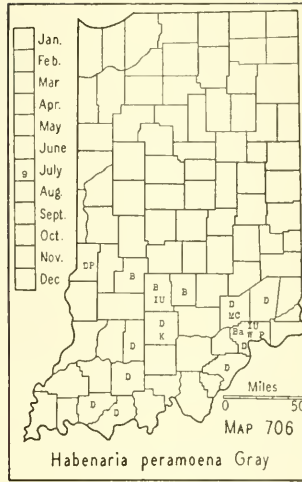 Jan.
Feb.
Mar
Apr.
May
June
9 July
Aug.
Sept.
Oct.
Nov.
Dec
DP
B
B
IU
B
D
MC
D
D
K
D
Ba
IU
W P
D
D
D
D
D
D
Miles
0 50
MAP 706
Habenaria peramoena Gray